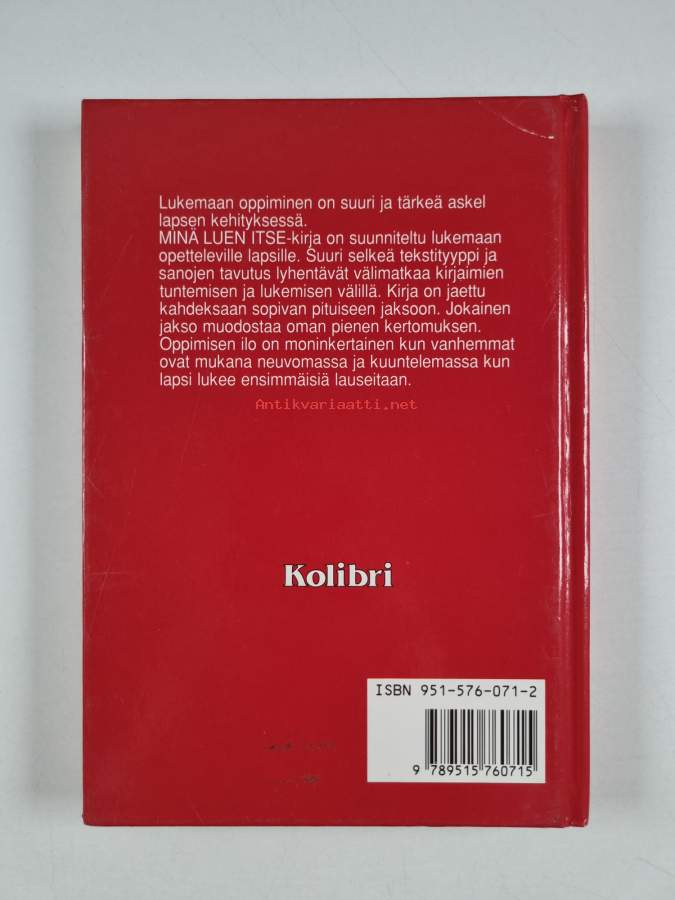 Lukemaan oppiminen on suuri ja tärkeä askel
lapsen kehityksessä.
MINÄ LUEN ITSE-kirja on suunniteltu lukemaan
opetteleville lapsille. Suuri selkeä tekstityyppi ja
sanojen tavutus lyhentävät välimatkaa kirjaimien
tuntemisen ja lukemisen välillä. Kirja on jaettu
kahdeksaan sopivan pituiseen jaksoon. Jokainen
jakso muodostaa oman pienen kertomuksen.
Oppimisen ilo on moninkertainen kun vanhemmat
ovat mukana neuvomassa ja kuuntelemassa kun
lapsi lukee ensimmäisiä lauseitaan.
Antikvariaatti.net
Kolibri
ISBN 951-576-071-2
9 789515 760715